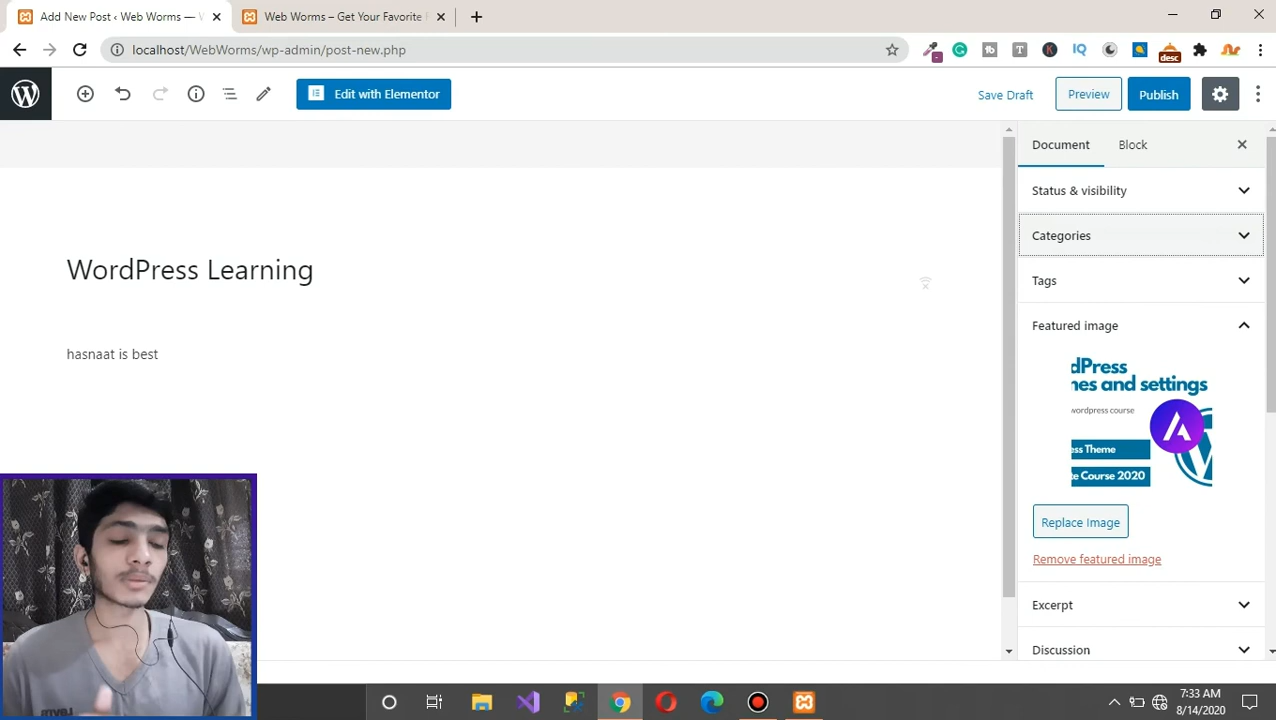 Add New Post ‹ Web Worms —
Web Worms – Get Your Favorite
localhost/WebWorms/wp-admin/post-new.php
IQ
desc
Edit with Elementor
Save Draft
Preview
Publish
Document
Block
Status & visibility
Categories
Tags
Featured image
WordPress Learning
hasnaat is best
dPress
nes and settings
wordpress course
ess Theme
te Course 2020
Replace Image
Remove featured image
Excerpt
Discussion
7:33 AM
8/14/2020